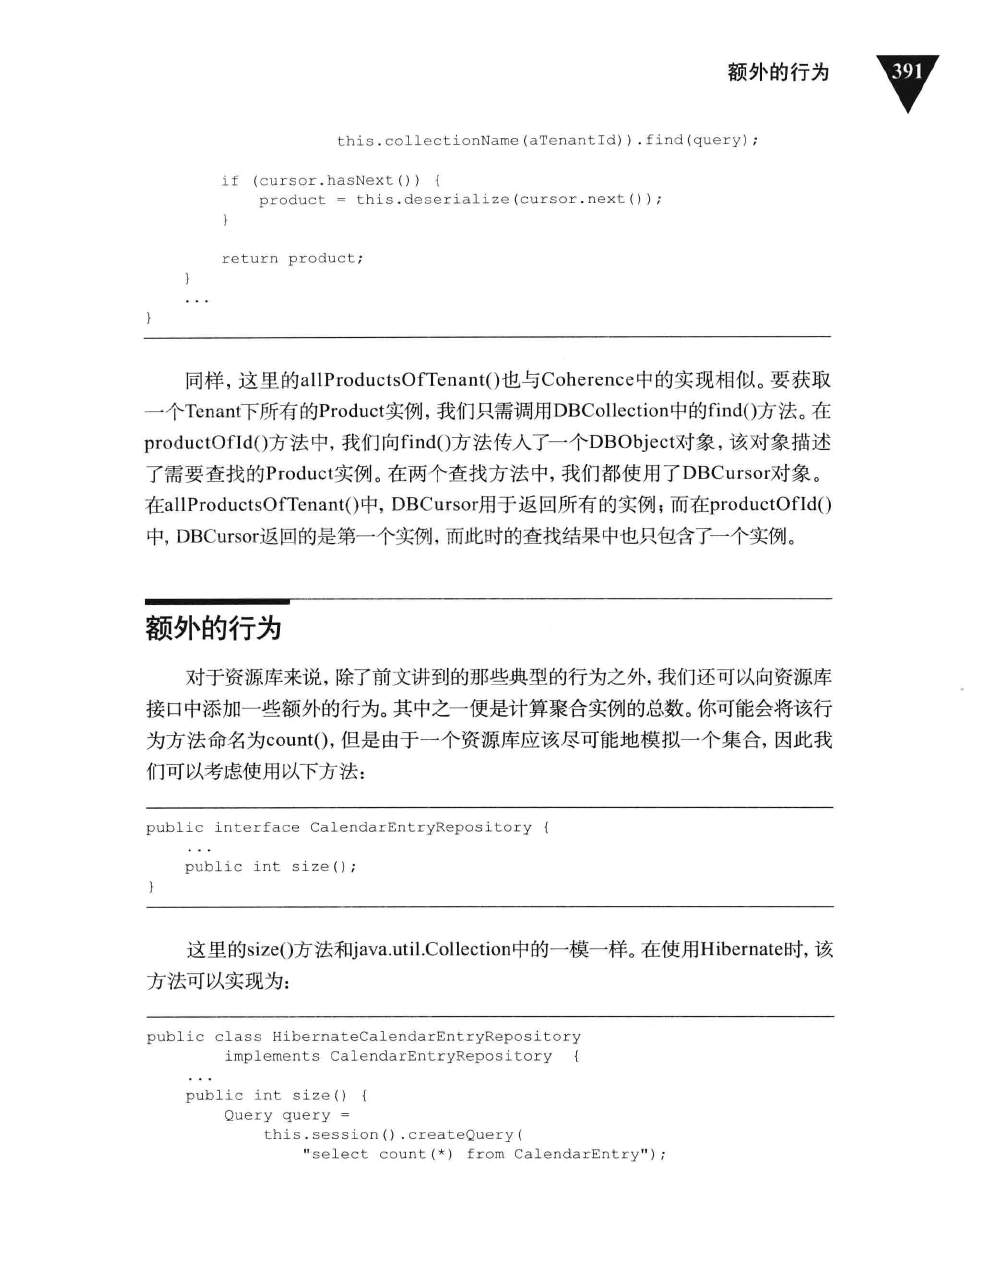 额外的行为
391
this.collectionName(aTenantId)).find(query);
if (cursor.hasNext()) {
product = this.deserialize(cursor.next());
}
return product;
}
...
}
同样，这里的allProductsOfTenant()也与Coherence中的实现相似。要获取
一个Tenant下所有的Product实例，我们只需调用DBCollection中的find()方法。在
productOfId()方法中，我们向find()方法传人了一个DBObject对象，该对象描述
了需要查找的Product实例。在两个查找方法中，我们都使用了DBCursor对象。
在allProductsOfTenant()中，DBCursor用于返回所有的实例；而在productOfId()
中，DBCursor返回的是第一个实例，而此时的查找结果中也只包含了一个实例。
额外的行为
对于资源库来说，除了前文讲到的那些典型的行为之外，我们还可以向资源库
接口中添加一些额外的行为。其中之一便是计算聚合实例的总数。你可能会将该行
为方法命名为count()，但是由于一个资源库应该尽可能地模拟一个集合，因此我
们可以考虑使用以下方法：
public interface CalendarEntryRepository {
...
public int size();
}
这里的size()方法和java.util.Collection中的一模一样。在使用Hibernate时，该
方法可以实现为：
public class HibernateCalendarEntryRepository
implements CalendarEntryRepository {
...
public int size() {
Query query =
this.session().createQuery(
"select count(*) from CalendarEntry");